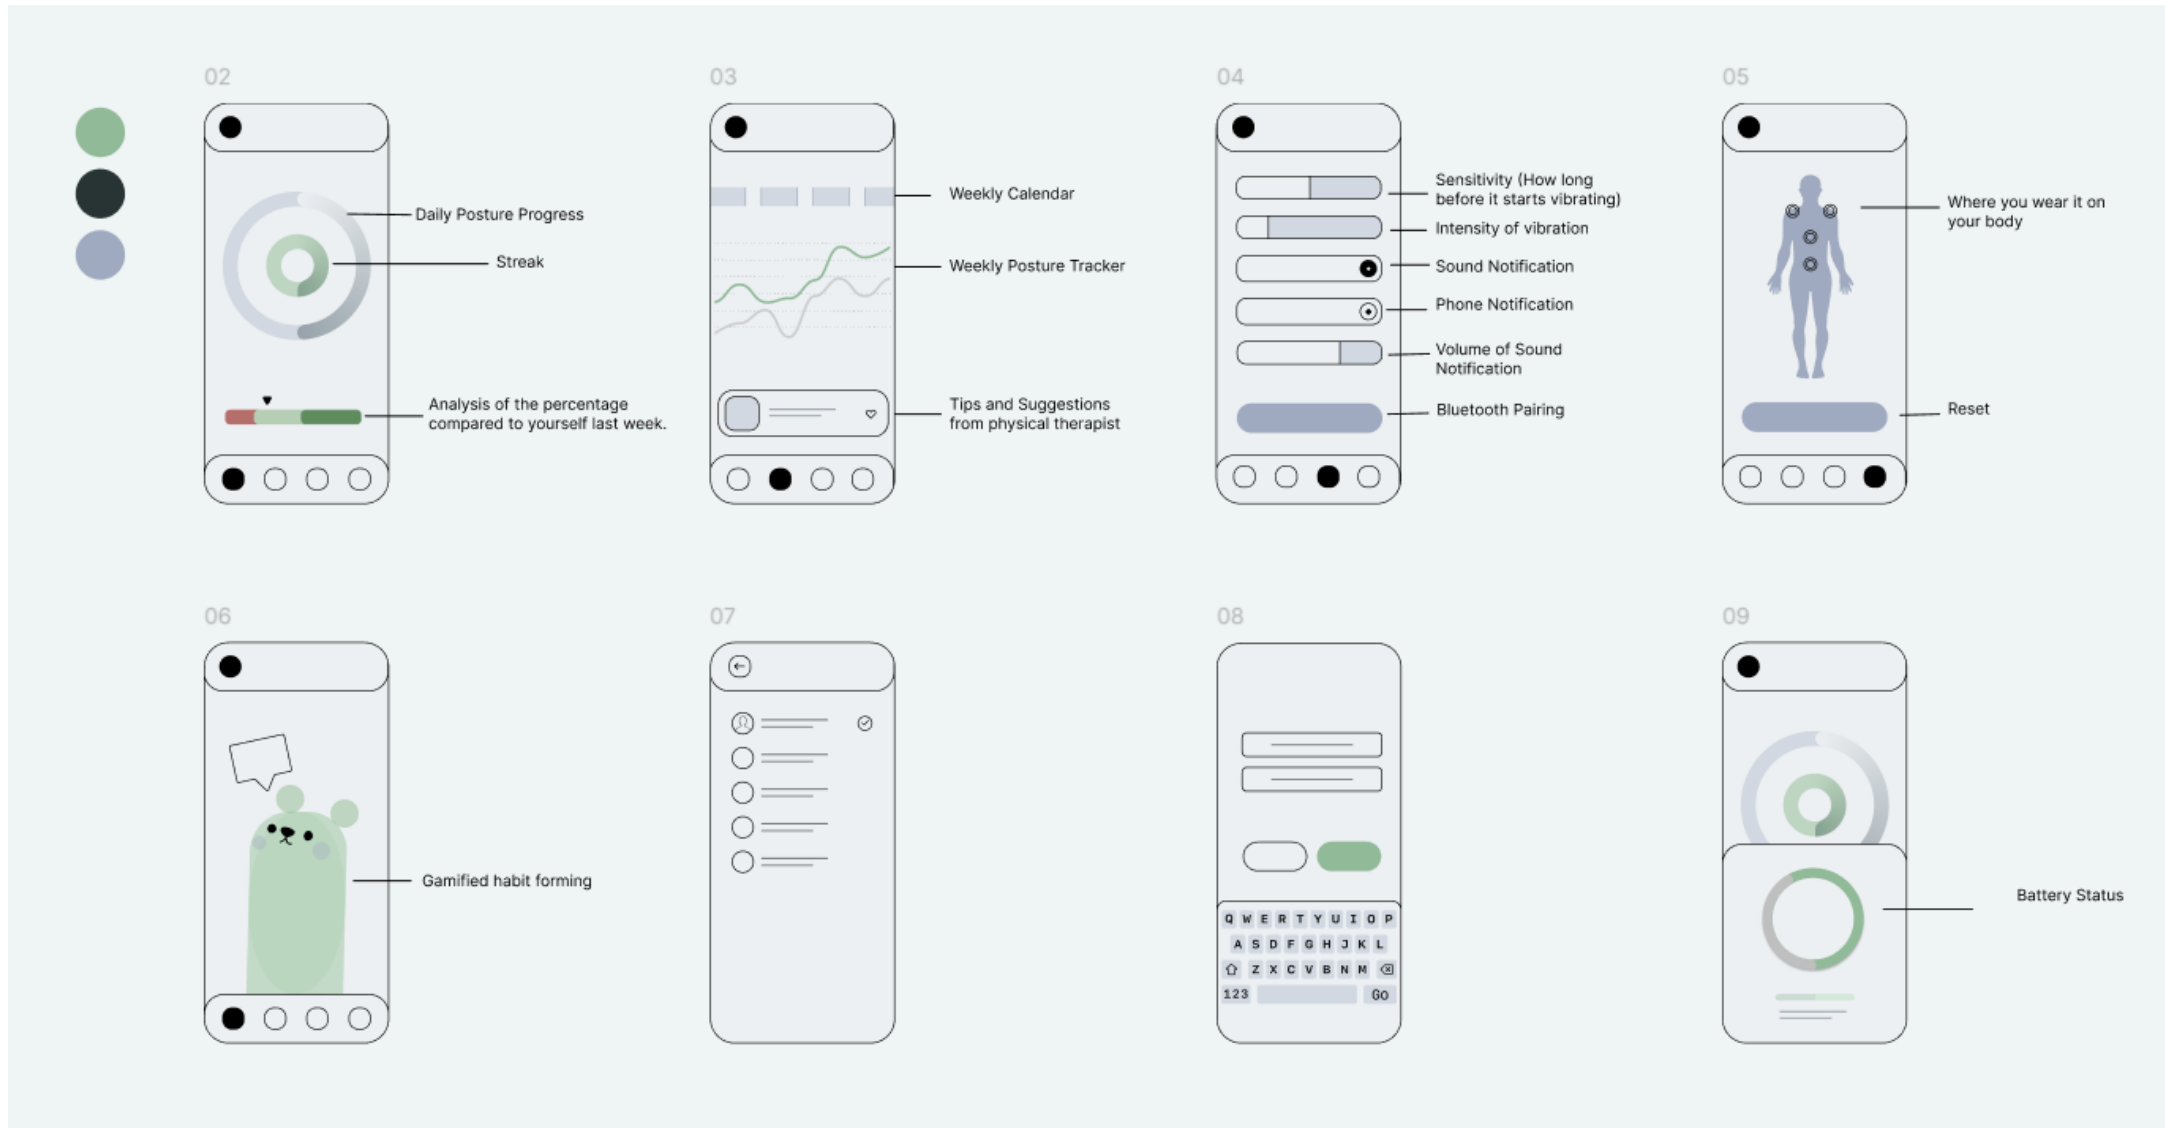 02
03
04
05
Daily Posture Progress
Streak
Analysis of the percentage
compared to yourself last week.
Weekly Calendar
Weekly Posture Tracker
Tips and Suggestions
from physical therapist
Sensitivity (How long
before it starts vibrating)
Intensity of vibration
Sound Notification
Phone Notification
Volume of Sound
Notification
Bluetooth Pairing
Where you wear it on
your body
Reset
06
07
08
09
Gamified habit forming
Q W E R T Y U I O P
A S D F G H J K L
Z X C V B N M
123 Go
Battery Status